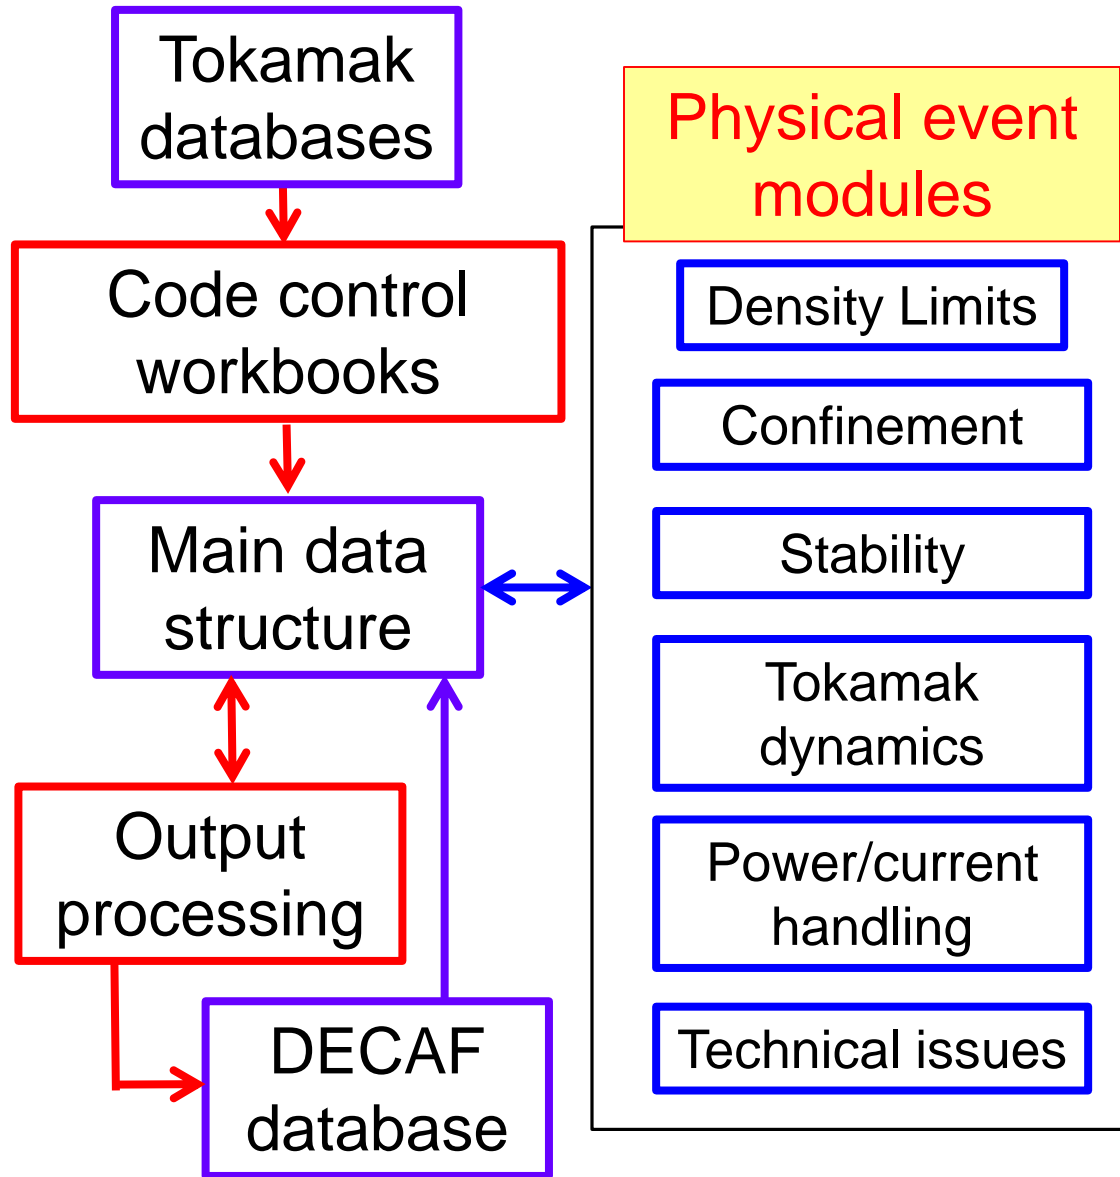 Tokamak
databases
Code control
workbooks
Main data
structure
Output
processing
DECAF
database
Physical event
modules
Density Limits
Confinement
Stability
Tokamak
dynamics
Power/current
handling
Technical issues